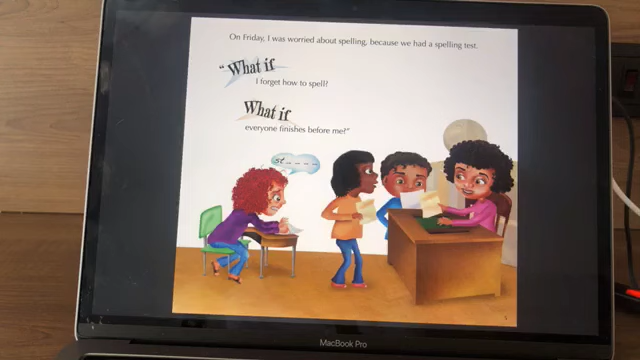 On Friday, I was worried about spelling, because we had a spelling test.
“What if
I forget how to spell?
What if
everyone finishes before me?”
st _ _ _ _
MacBook Pro